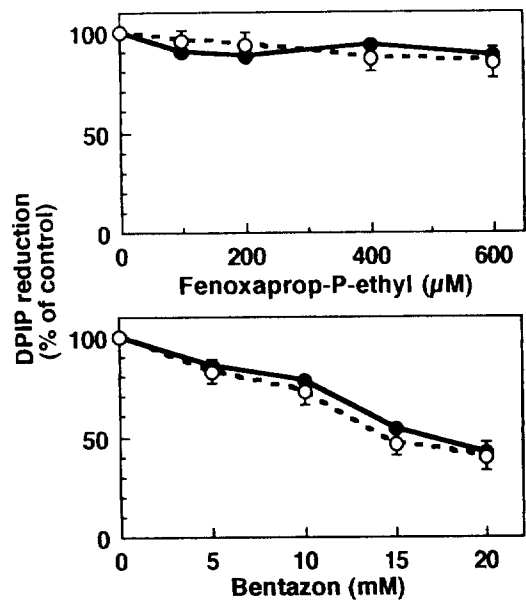 100
50
0
0 200 400 600
Fenoxaprop-P-ethyl (µM)
DPIP reduction
(% of control)
100
50
0
0 5 10 15 20
Bentazon (mM)